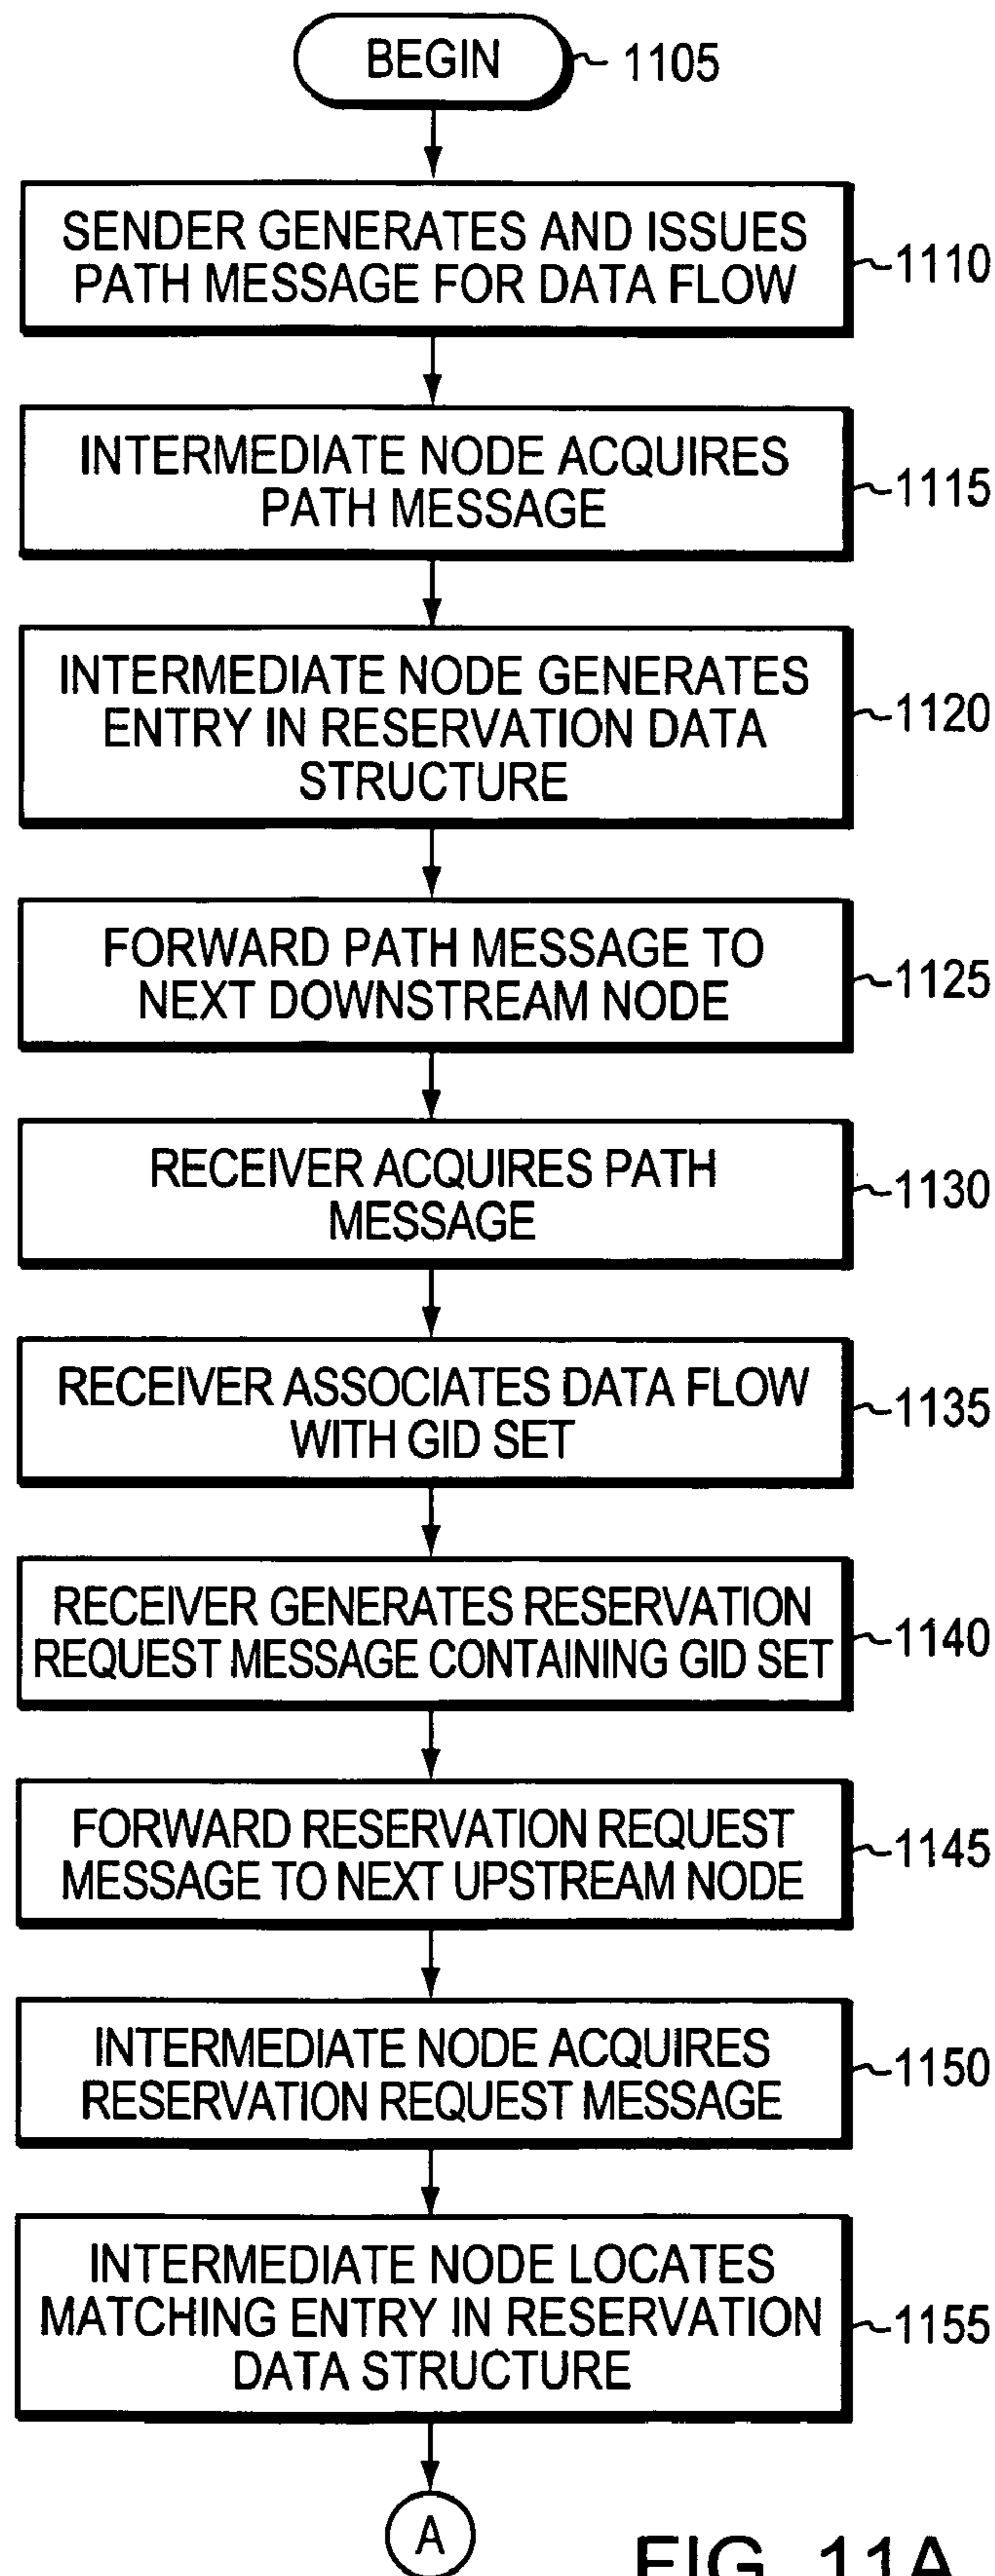 BEGIN
1105
SENDER GENERATES AND ISSUES
PATH MESSAGE FOR DATA FLOW
1110
INTERMEDIATE NODE ACQUIRES
PATH MESSAGE
1115
INTERMEDIATE NODE GENERATES
ENTRY IN RESERVATION DATA
STRUCTURE
1120
FORWARD PATH MESSAGE TO
NEXT DOWNSTREAM NODE
1125
RECEIVER ACQUIRES PATH
MESSAGE
1130
RECEIVER ASSOCIATES DATA FLOW
WITH GID SET
1135
RECEIVER GENERATES RESERVATION
REQUEST MESSAGE CONTAINING GID SET
1140
FORWARD RESERVATION REQUEST
MESSAGE TO NEXT UPSTREAM NODE
1145
INTERMEDIATE NODE ACQUIRES
RESERVATION REQUEST MESSAGE
1150
INTERMEDIATE NODE LOCATES
MATCHING ENTRY IN RESERVATION
DATA STRUCTURE
1155
A
FIG. 11A